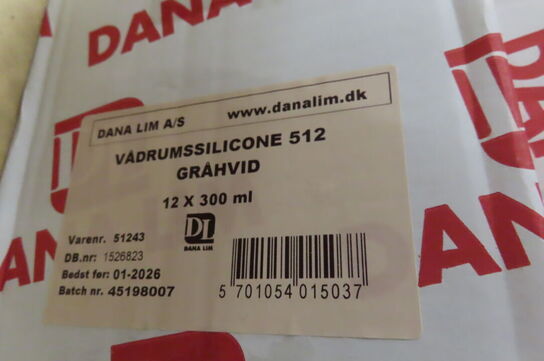 DANA
DANA LIM A/S
www.danalim.dk
VÅDRUMSSILICONE 512
GRÅHVID
12 X 300 ml
DL
DANA LIM
Varenr. 51243
DB.nr: 1526823
Bedst før: 01-2026
Batch nr. 45198007
5 701054 015037
DAN